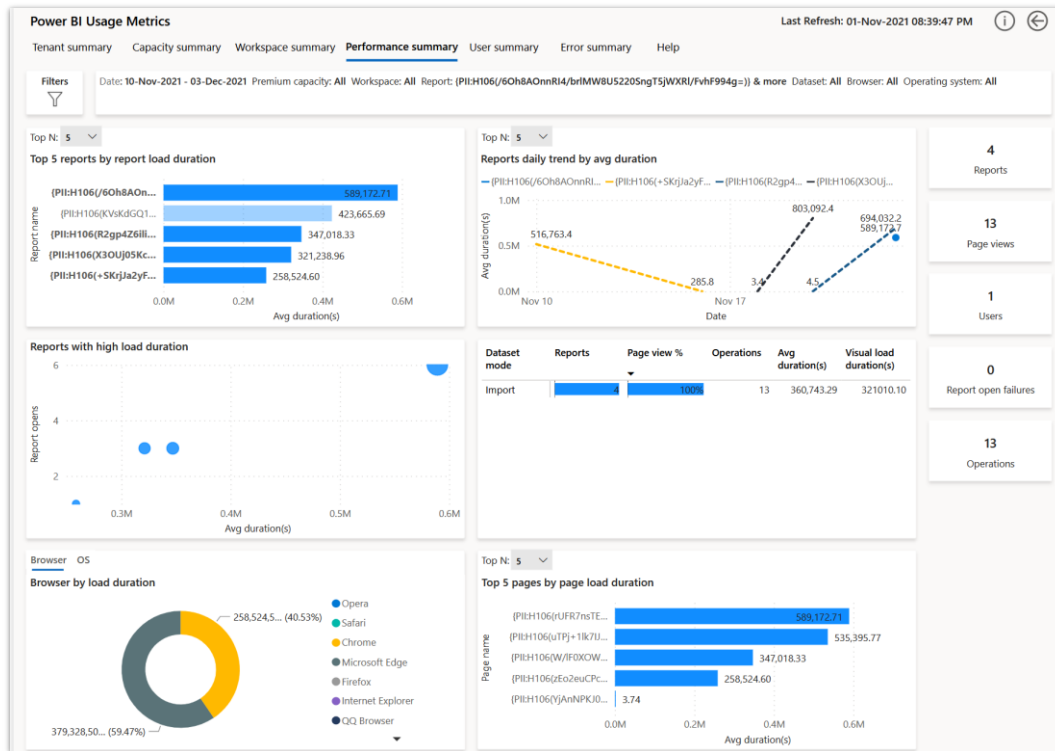 Power BI Usage Metrics
Last Refresh: 01-Nov-2021 08:39:47 PM
Tenant summary Capacity summary Workspace summary Performance summary User summary Error summary Help
Filters
Date: 10-Nov-2021 - 03-Dec-2021 Premium capacity: All Workspace: All Report: {PII:H106(/6Oh8AOnnRI4/brlMW8U5220SngT5jWXRl/FvhF994g=)} & more Dataset: All Browser: All Operating system: All
Top N: 5
Top 5 reports by report load duration
Report name
{PII:H106(/6Oh8AOn... 589,172.71
{PII:H106(KVsKdGQ1... 423,665.69
{PII:H106(R2gp4Z6ili... 347,018.33
{PII:H106(X3OUj05Kc... 321,238.96
{PII:H106(+SKrjJa2yF... 258,524.60
0.0M 0.2M 0.4M 0.6M
Avg duration(s)
Top N: 5
Reports daily trend by avg duration
{PII:H106(/6Oh8AOnnRI... {PII:H106(+SKrjJa2yF... {PII:H106(R2gp4... {PII:H106(X3OUj...
Avg duration(s)
1.0M
0.5M
0.0M
516,763.4
285.8
3.4
803,092.4
4.5
694,032.2
589,172.7
Nov 10 Nov 17
Date
4
Reports
13
Page views
1
Users
0
Report open failures
13
Operations
Reports with high load duration
Report opens
6
4
2
0.3M 0.4M 0.5M 0.6M
Avg duration(s)
Dataset mode Reports Page view % Operations Avg duration(s) Visual load duration(s)
Import 4 100% 13 360,743.29 321010.10
Browser OS
Browser by load duration
258,524,5... (40.53%)
379,328,50... (59.47%)
Opera
Safari
Chrome
Microsoft Edge
Firefox
Internet Explorer
QQ Browser
Top N: 5
Top 5 pages by page load duration
Page name
{PII:H106(rUFR7nsTE... 589,172.71
{PII:H106(uTPj+1lk7U... 535,395.77
{PII:H106(W/lF0XOW... 347,018.33
{PII:H106(zEo2euCPc... 258,524.60
{PII:H106(YjAnNPKJ0... 3.74
0.0M 0.2M 0.4M 0.6M
Avg duration(s)